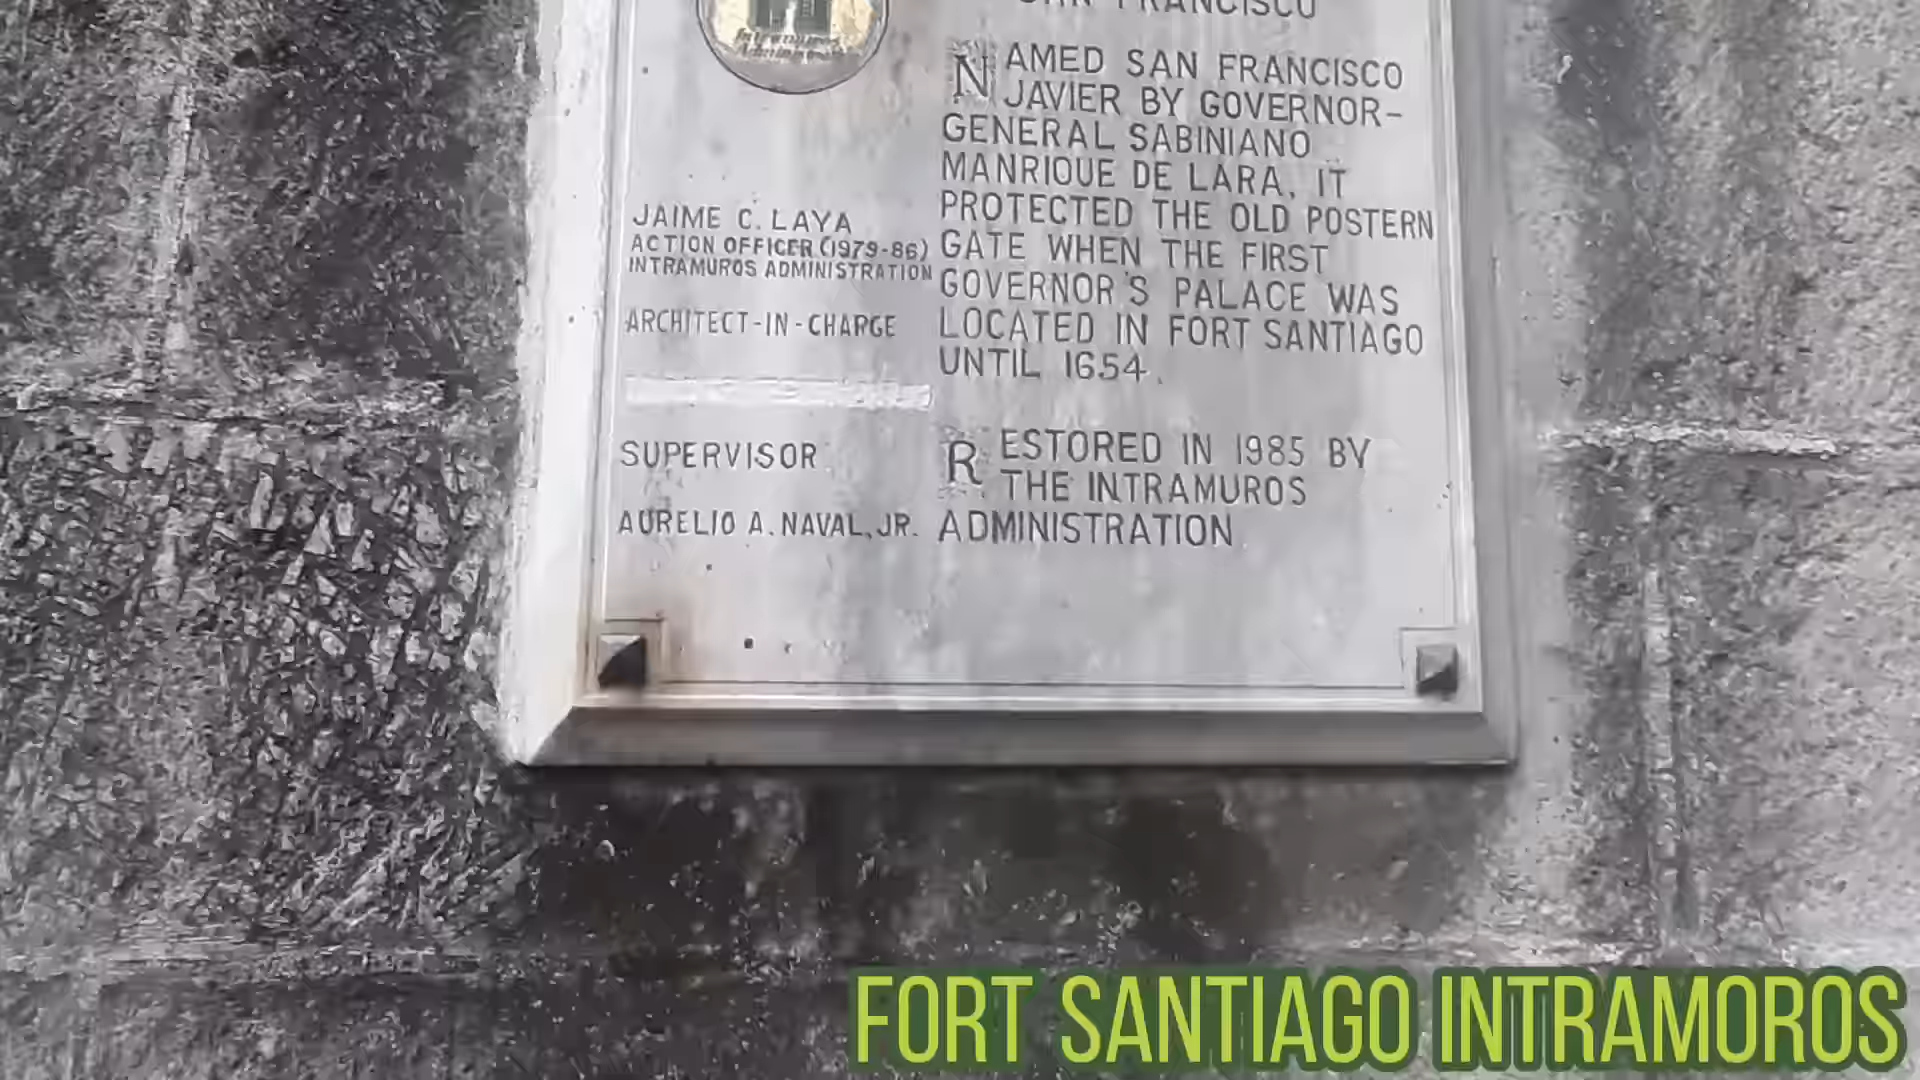 SAN FRANCISCO
NAMED SAN FRANCISCO
JAVIER BY GOVERNOR-
GENERAL SABINIANO
MANRIQUE DE LARA, IT
PROTECTED THE OLD POSTERN
GATE WHEN THE FIRST
GOVERNOR'S PALACE WAS
LOCATED IN FORT SANTIAGO
UNTIL 1654.
RESTORED IN 1985 BY
THE INTRAMUROS
ADMINISTRATION
JAIME C. LAYA
ACTION OFFICER (1979-86)
INTRAMUROS ADMINISTRATION
ARCHITECT-IN-CHARGE
SUPERVISOR
AURELIO A. NAVAL, JR.
FORT SANTIAGO INTRAMOROS